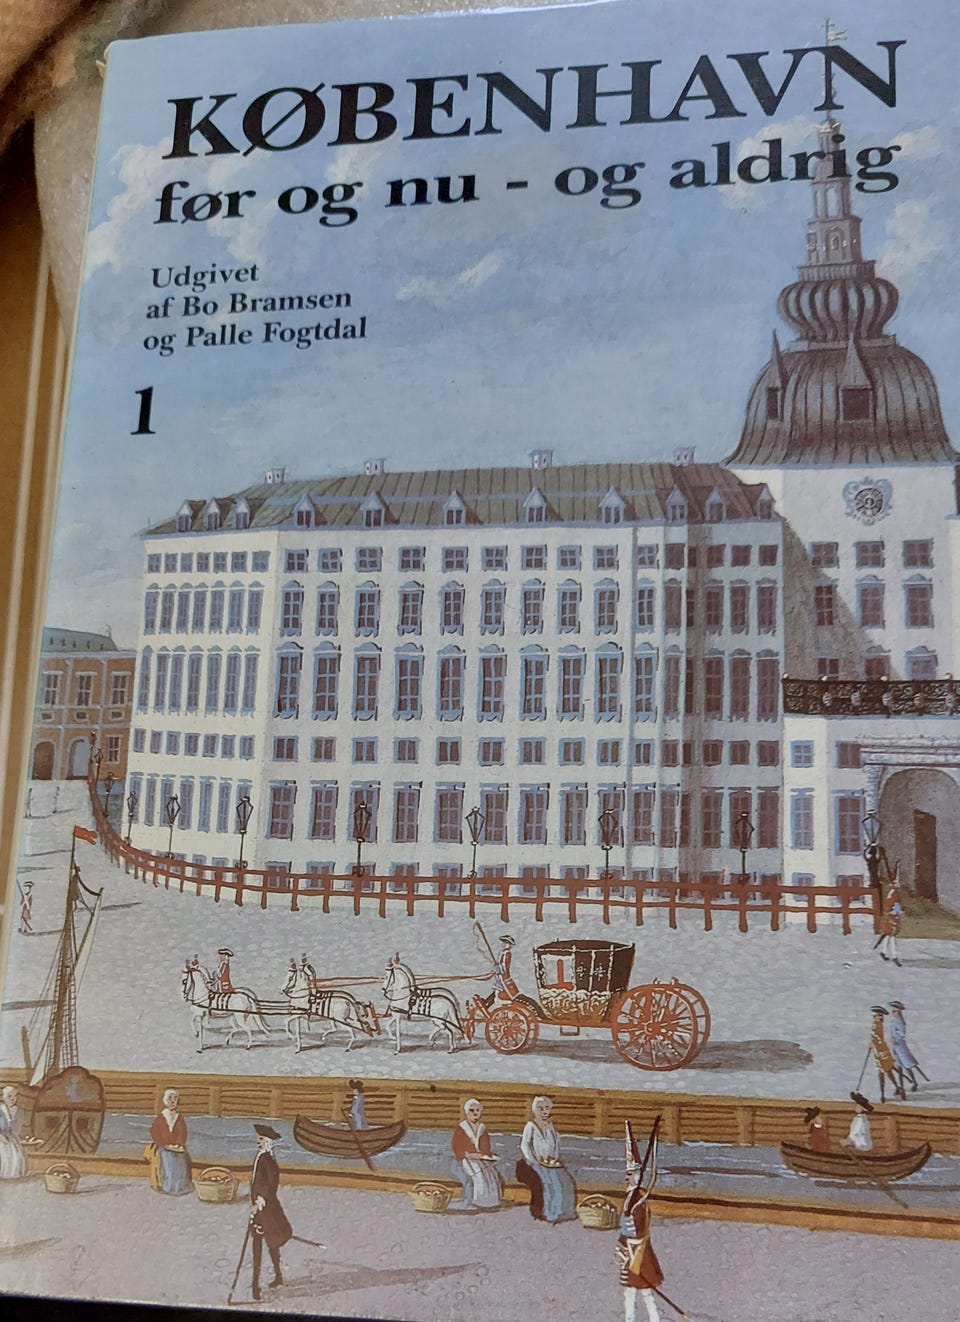 KØBENHAVN
før og nu - og aldrig
Udgivet
af Bo Bramsen
og Palle Fogtdal
1